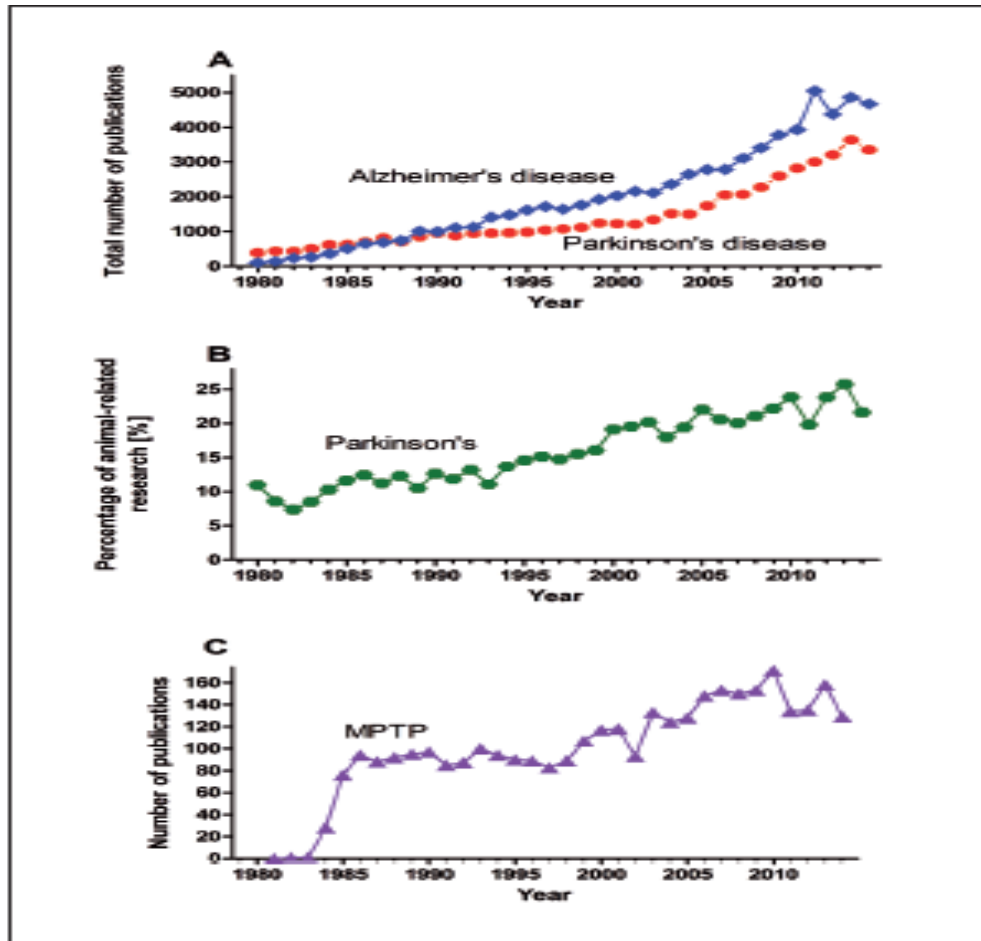 A
Total number of publications
5000
4000
3000
2000
1000
0
Alzheimer's disease
Parkinson's disease
1980 1985 1990 1995 2000 2005 2010
Year
B
Percentage of animal-related
research [%]
25
20
15
10
5
0
Parkinson's
1980 1985 1990 1995 2000 2005 2010
Year
C
Number of publications
160
140
120
100
80
60
40
20
0
MPTP
1980 1985 1990 1995 2000 2005 2010
Year